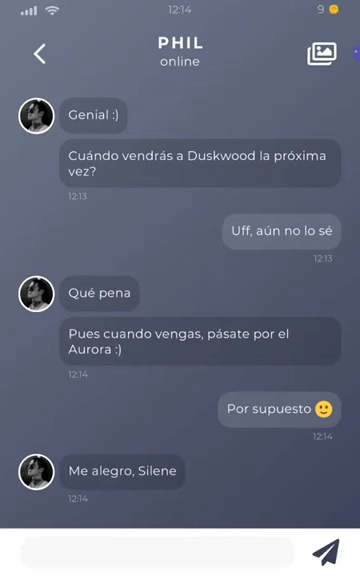 12:14
9
PHIL
online
Genial :)
Cuándo vendrás a Duskwood la próxima
vez?
12:13
Uff, aún no lo sé
12:13
Qué pena
Pues cuando vengas, pásate por el
Aurora :)
12:14
Por supuesto 🙂
12:14
Me alegro, Silene
12:14